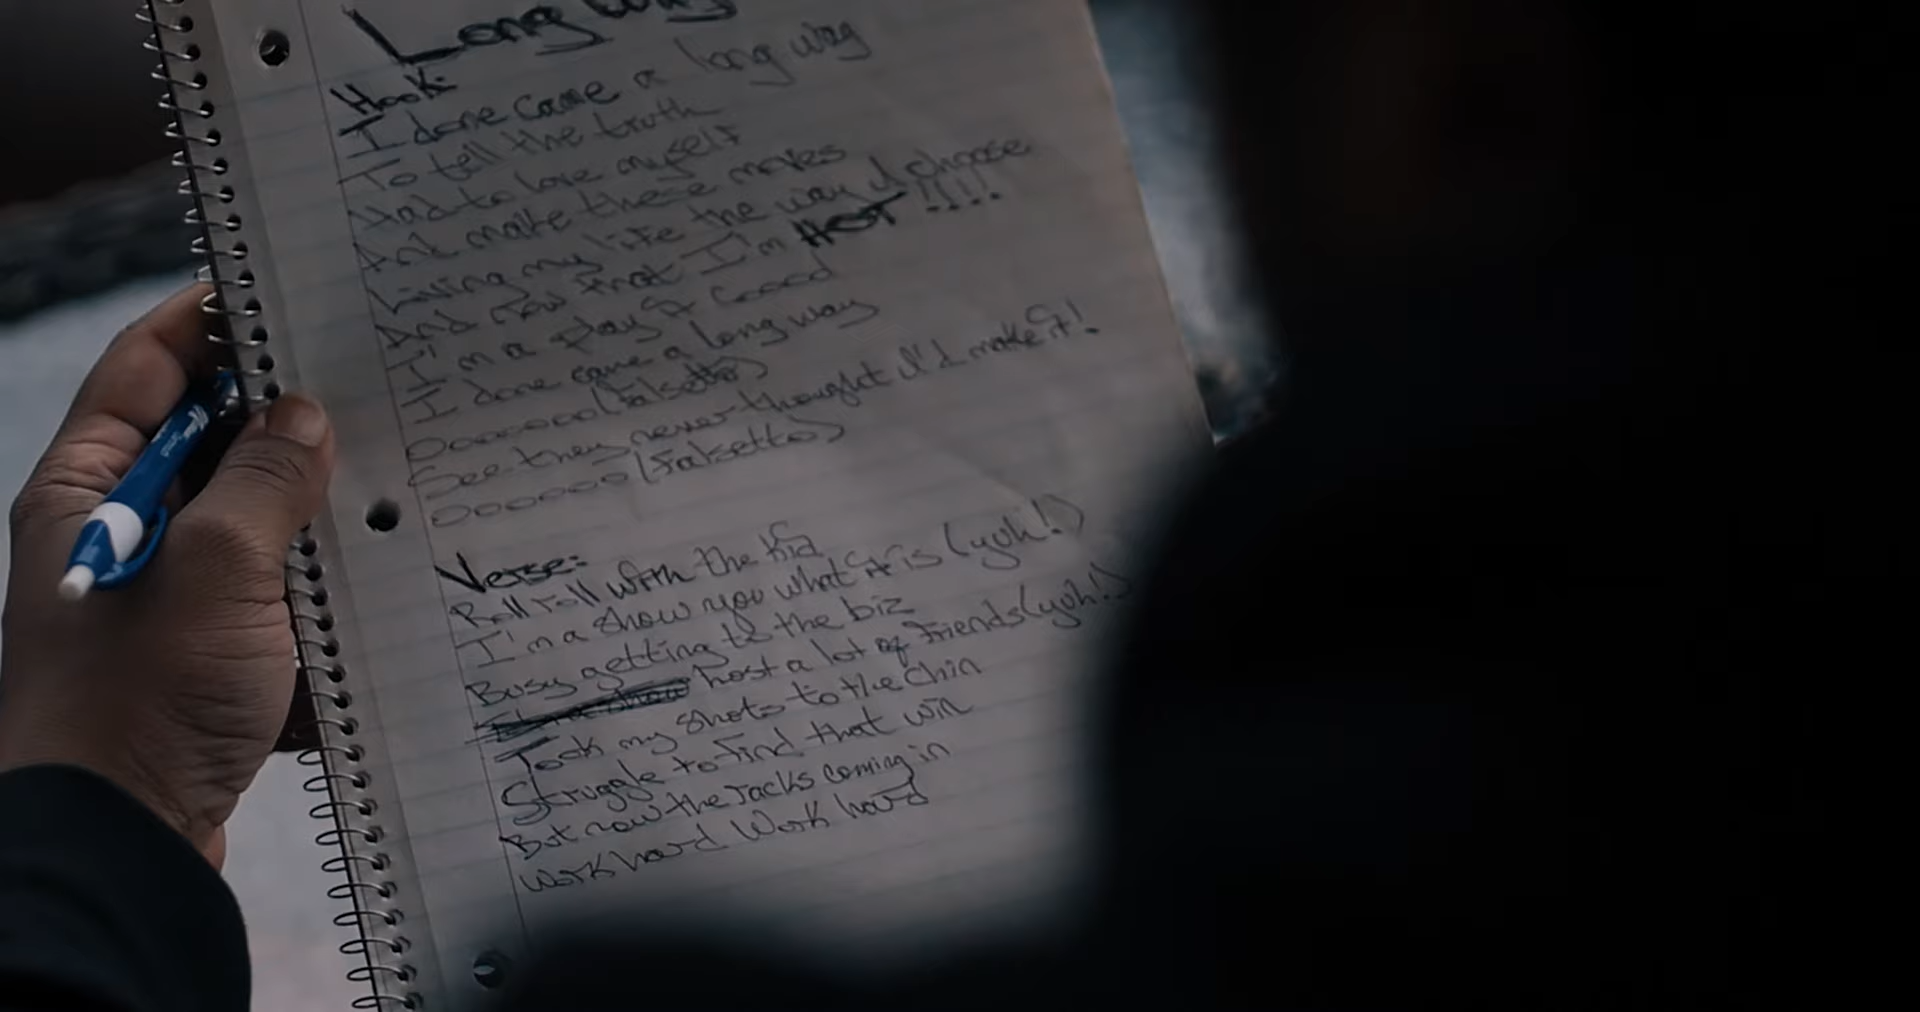 Long Way
Hook:
I done came a long way
To tell the truth
Had to love myself
And make these moves
Living my life the way I choose
And now that I'm HOT!!!!
I'm a stay & Good
I done came a long way
Ooooooo (falsetto)
See they never thought I'd make it!
oooooo (falsetto)
Verse:
Roll roll with the kid
I'm a show you what it is (yuh!)
Busy getting to the biz
host a lot of friends (yuh!)
Took my shots to the chin
Struggle to find that win
But now the racks coming in
Work hard Work hard